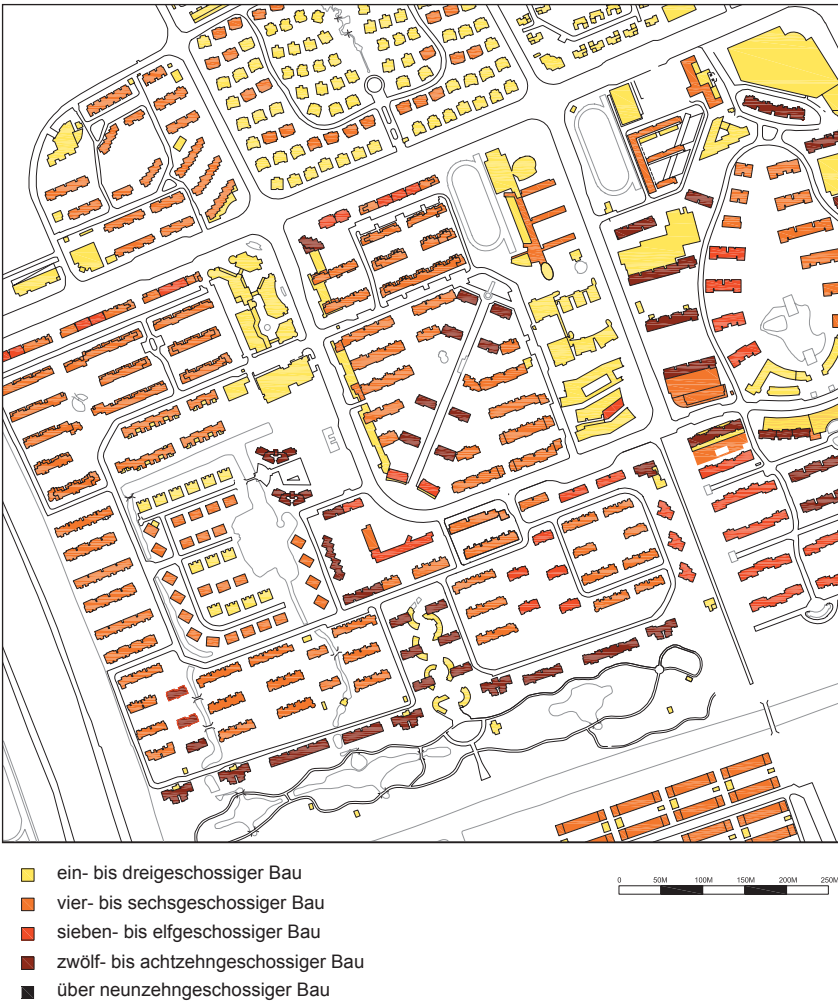 ein- bis dreigeschossiger Bau
vier- bis sechsgeschossiger Bau
sieben- bis elfgeschossiger Bau
zwölf- bis achtzehngeschossiger Bau
über neunzehngeschossiger Bau
0 50M 100M 150M 200M 250M